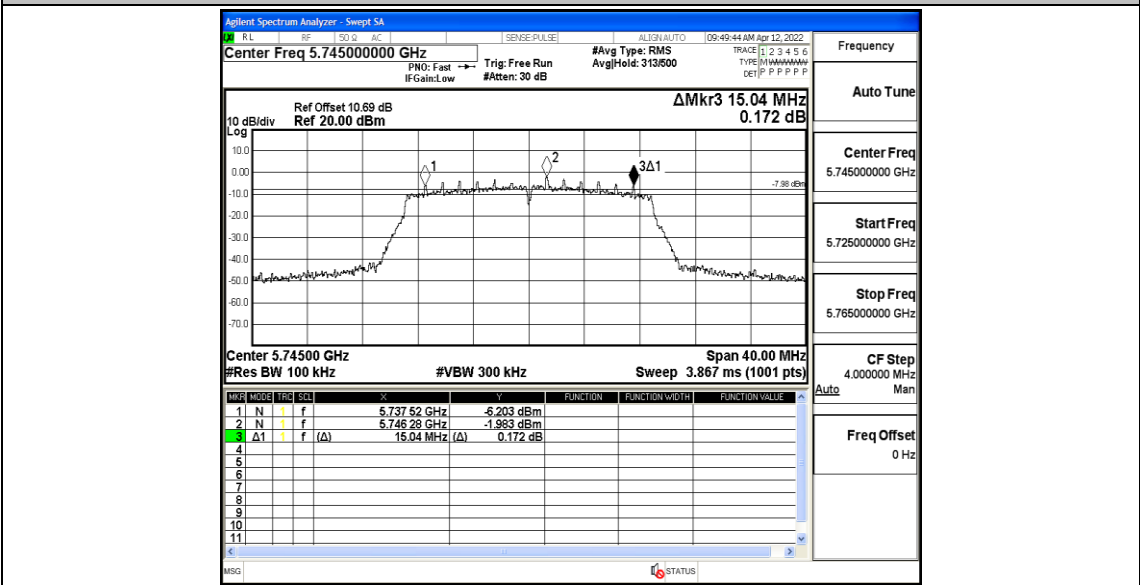 Agilent Spectrum Analyzer - Swept SA
RL RF 50 Ω AC SENSE:PULSE ALIGNAUTO 09:49:44 AM Apr 12, 2022
Center Freq 5.745000000 GHz
PNO: Fast
IFGain:Low
Trig: Free Run
#Atten: 30 dB
#Avg Type: RMS
Avg|Hold: 313/500
TRACE 1 2 3 4 5 6
TYPE M WWWWW
DET P P P P P P
Frequency
ΔMkr3 15.04 MHz
0.172 dB
Ref Offset 10.69 dB
10 dB/div Ref 20.00 dBm
Log
10.0
0.00
-10.0
-20.0
-30.0
-40.0
-50.0
-60.0
-70.0
1
2
3Δ1
-7.98 dBm
Center 5.74500 GHz Span 40.00 MHz
#Res BW 100 kHz #VBW 300 kHz Sweep 3.867 ms (1001 pts)
MKR MODE TRC SCL X Y FUNCTION FUNCTION WIDTH FUNCTION VALUE
1 N 1 f 5.737 52 GHz -6.203 dBm
2 N 1 f 5.746 28 GHz -1.983 dBm
3 Δ1 1 f (Δ) 15.04 MHz (Δ) 0.172 dB
4
5
6
7
8
9
10
11
Auto Tune
Center Freq
5.745000000 GHz
Start Freq
5.725000000 GHz
Stop Freq
5.765000000 GHz
CF Step
4.000000 MHz
Auto Man
Freq Offset
0 Hz
MSG STATUS